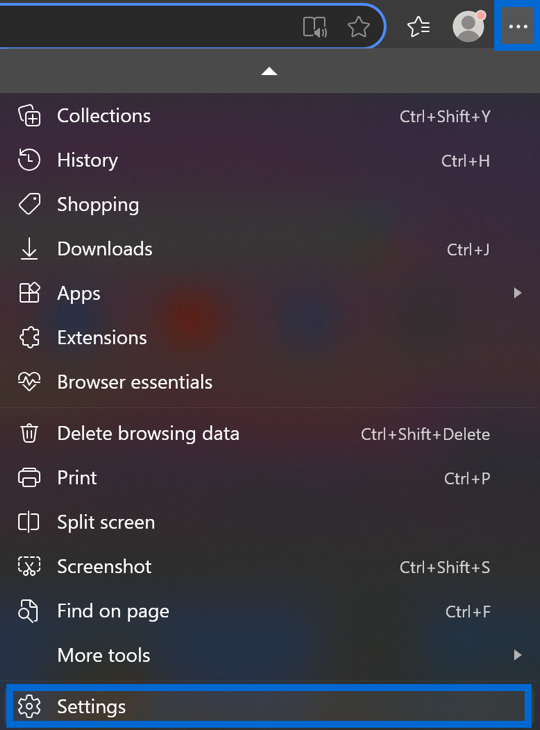 Collections Ctrl+Shift+Y
History Ctrl+H
Shopping
Downloads Ctrl+J
Apps
Extensions
Browser essentials
Delete browsing data Ctrl+Shift+Delete
Print Ctrl+P
Split screen
Screenshot Ctrl+Shift+S
Find on page Ctrl+F
More tools
Settings